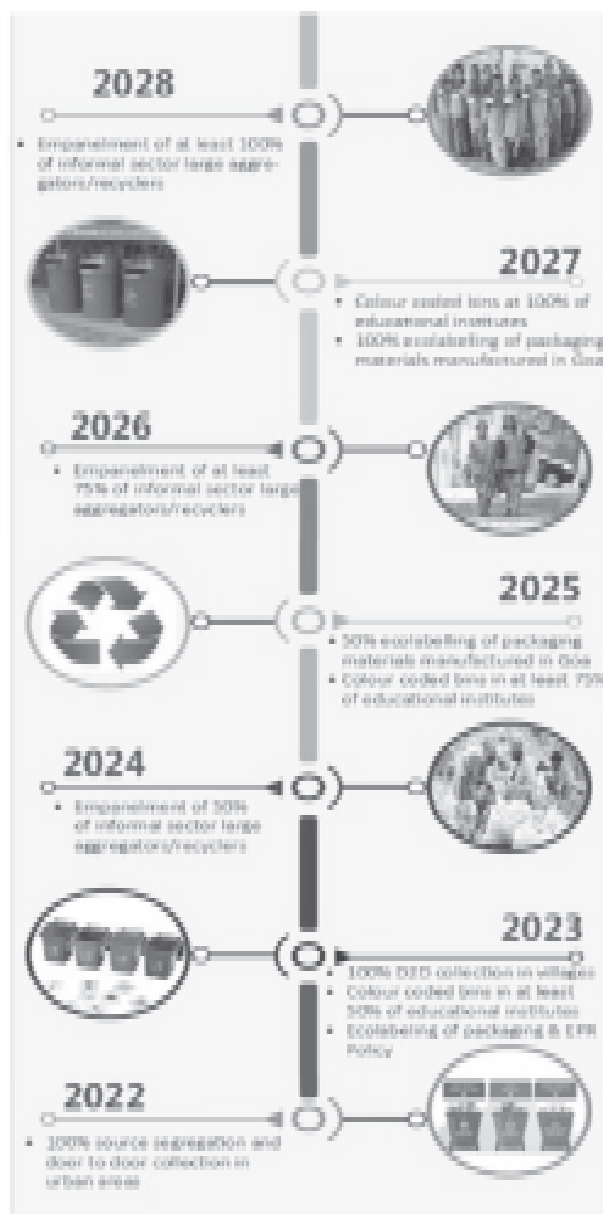 2028
• Empanelment of at least 100%
of informal sector large aggre-
gators/recyclers
2027
• Colour coded bins at 100% of
educational institutes
• 100% ecolabelling of packaging
materials manufactured in Goa
2026
• Empanelment of at least
75% of informal sector large
aggregators/recyclers
2025
• 50% ecolabelling of packaging
materials manufactured in Goa
• Colour coded bins in at least 75%
of educational institutes
2024
• Empanelment of 50%
of informal sector large
aggregators/recyclers
2023
• 100% D2D collection in villages
• Colour coded bins in at least
50% of educational institutes
• Ecolabeling of packaging & EPR
Policy
2022
• 100% source segregation and
door to door collection in
urban areas